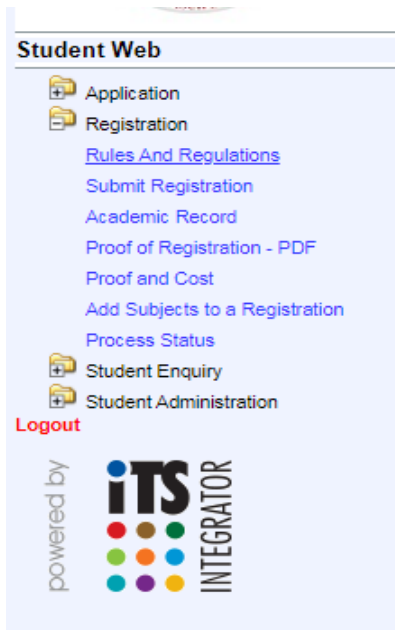 Student Web
Application
Registration
Rules And Regulations
Submit Registration
Academic Record
Proof of Registration - PDF
Proof and Cost
Add Subjects to a Registration
Process Status
Student Enquiry
Student Administration
Logout
powered by
iTS
INTEGRATOR